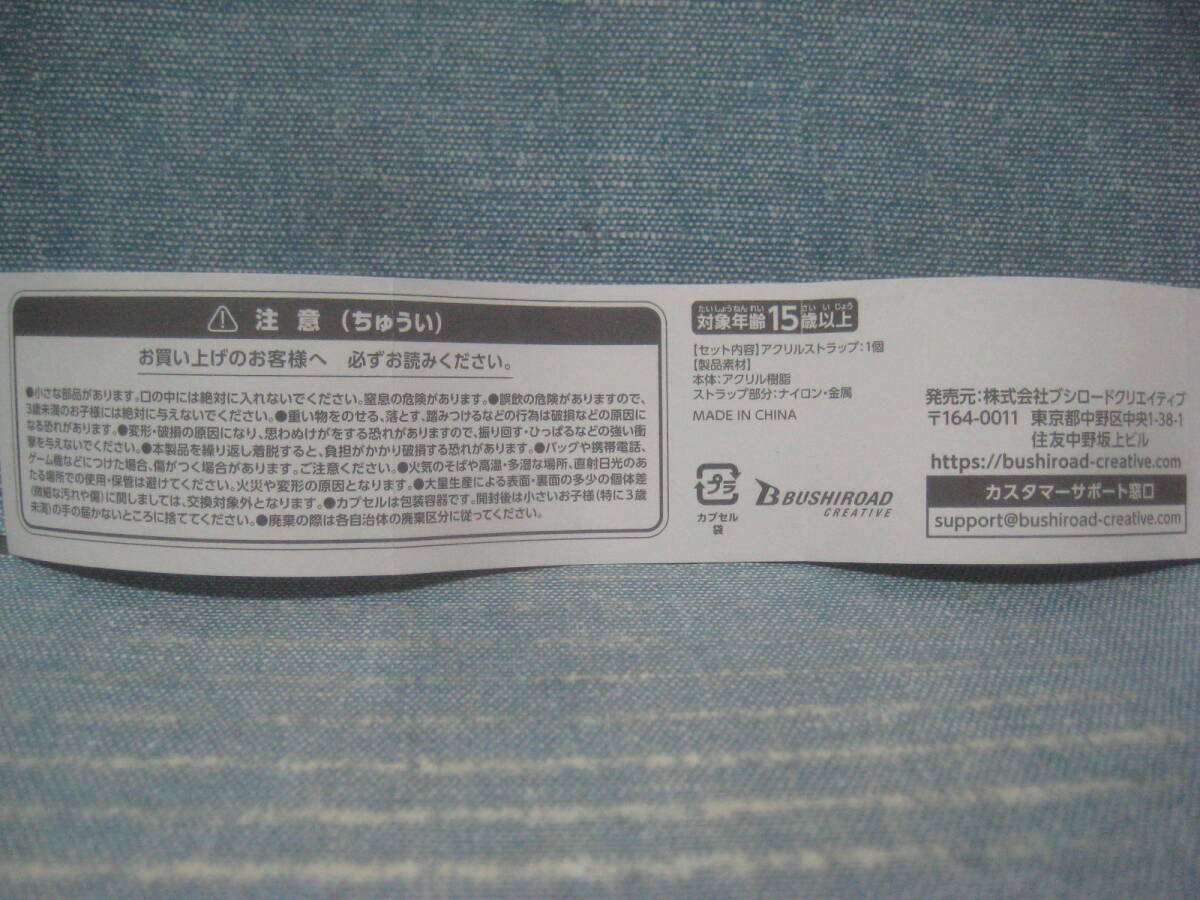 注 意 (ちゅうい)
お買い上げのお客様へ 必ずお読みください。
●小さな部品があります。口の中には絶対に入れないでください。窒息の危険があります。●誤飲の危険がありますので、
3歳未満のお子様には絶対に与えないでください。●重い物をのせる、落とす、踏みつけるなどの行為は破損などの原因に
なる恐れがあります。●変形・破損の原因になり、思わぬけがをする恐れがありますので、振り回す・ひっぱるなどの強い衝
撃を与えないでください。●本製品を繰り返し着脱すると、負担がかかり破損する恐れがあります。●バッグや携帯電話、
ゲーム機などにつけた場合、傷がつく場合があります。ご注意ください。●火気のそばや高温・多湿な場所、直射日光のあ
たる場所での使用・保管は避けてください。火災や変形の原因となります。●大量生産による表面・裏面の多少の個体差
(微細な汚れや傷)に関しましては、交換対象外となります。●カプセルは包装容器です。開封後は小さいお子様(特に3歳
未満)の手の届かないところに捨ててください。●廃棄の際は各自治体の廃棄区分に従ってください。
たいしょうねんれい さいいじょう
対象年齢15歳以上
【セット内容】アクリルストラップ:1個
【製品素材】
本体:アクリル樹脂
ストラップ部分:ナイロン・金属
MADE IN CHINA
プラ
カプセル
袋
BUSHIROAD
CREATIVE
発売元:株式会社ブシロードクリエイティブ
〒164-0011 東京都中野区中央1-38-1
住友中野坂上ビル
https://bushiroad-creative.com
カスタマーサポート窓口
support@bushiroad-creative.com